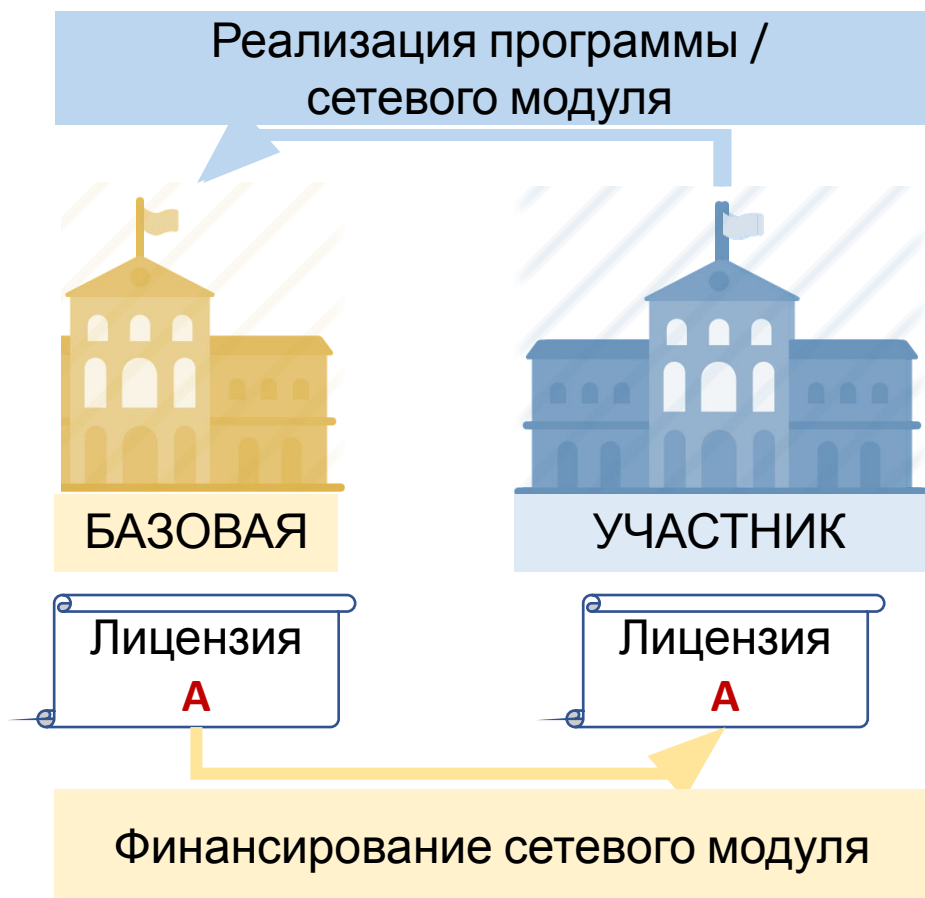 Реализация программы /
сетевого модуля
БАЗОВАЯ
УЧАСТНИК
Лицензия
А
Лицензия
А
Финансирование сетевого модуля